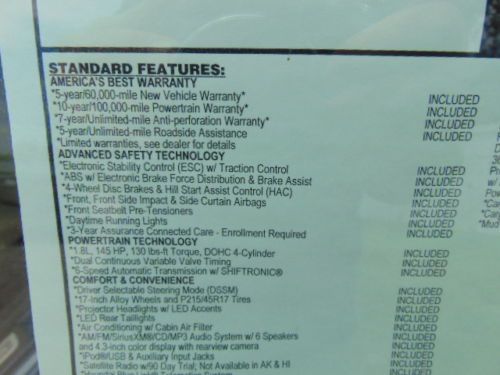 STANDARD FEATURES:
AMERICA'S BEST WARRANTY
*5-year/60,000-mile New Vehicle Warranty* INCLUDED
*10-year/100,000-mile Powertrain Warranty* INCLUDED
*7-year/Unlimited-mile Anti-perforation Warranty* INCLUDED
*5-year/Unlimited-mile Roadside Assistance INCLUDED
*Limited warranties, see dealer for details
ADVANCED SAFETY TECHNOLOGY
*Electronic Stability Control (ESC) w/ Traction Control INCLUDED
*ABS w/ Electronic Brake Force Distribution & Brake Assist INCLUDED
*4-Wheel Disc Brakes & Hill Start Assist Control (HAC) INCLUDED
*Front, Front Side Impact & Side Curtain Airbags INCLUDED
*Front Seatbelt Pre-Tensioners INCLUDED
*Daytime Running Lights INCLUDED
*3-Year Assurance Connected Care - Enrollment Required INCLUDED
POWERTRAIN TECHNOLOGY
*1.8L, 145 HP, 130 lbs-ft Torque, DOHC 4-Cylinder INCLUDED
*Dual Continuous Variable Valve Timing INCLUDED
*6-Speed Automatic Transmission w/ SHIFTRONIC® INCLUDED
COMFORT & CONVENIENCE
*Driver Selectable Steering Mode (DSSM) INCLUDED
*17-Inch Alloy Wheels and P215/45R17 Tires INCLUDED
*Projector Headlights w/ LED Accents INCLUDED
*LED Rear Taillights INCLUDED
*Air Conditioning w/ Cabin Air Filter INCLUDED
*AM/FM/SiriusXM®/CD/MP3 Audio System w/ 6 Speakers INCLUDED
and 4.3-inch color display with rearview camera
*iPod®/USB & Auxiliary Input Jacks INCLUDED
*Satellite Radio w/90 Day Trial; Not Available in AK & HI INCLUDED